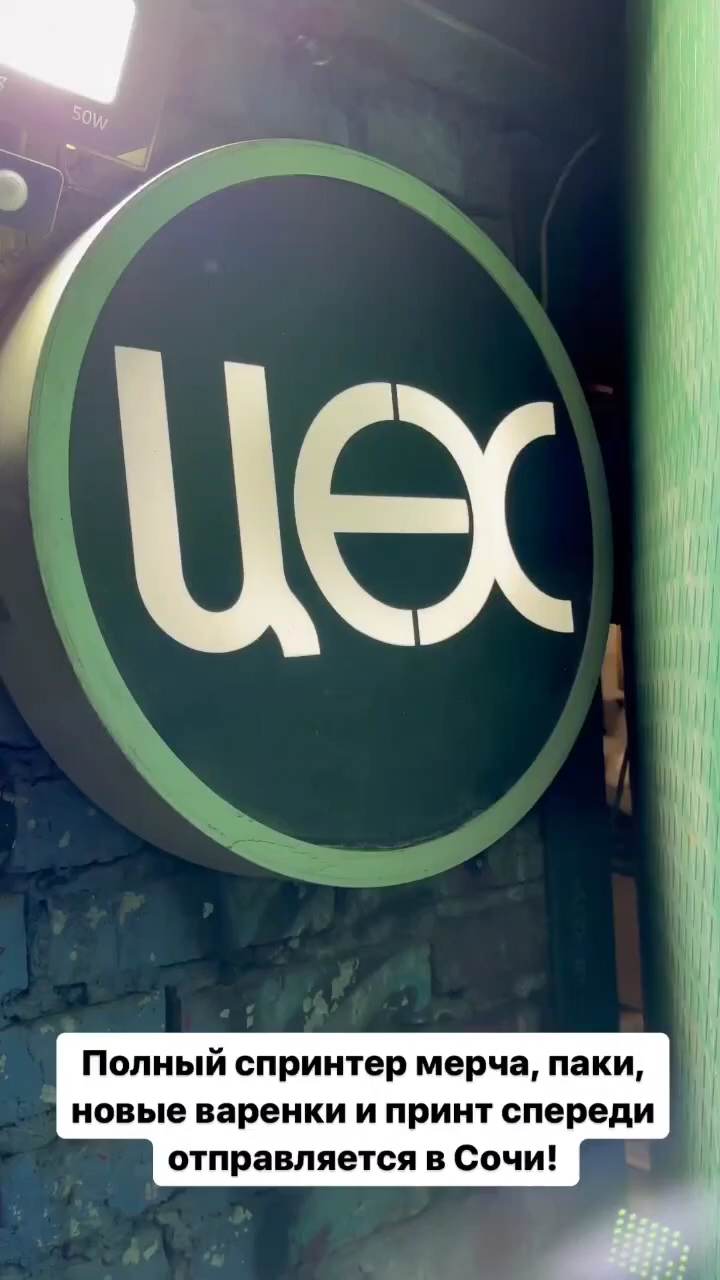 50W
цех
Полный спринтер мерча, паки,
новые варенки и принт спереди
отправляется в Сочи!